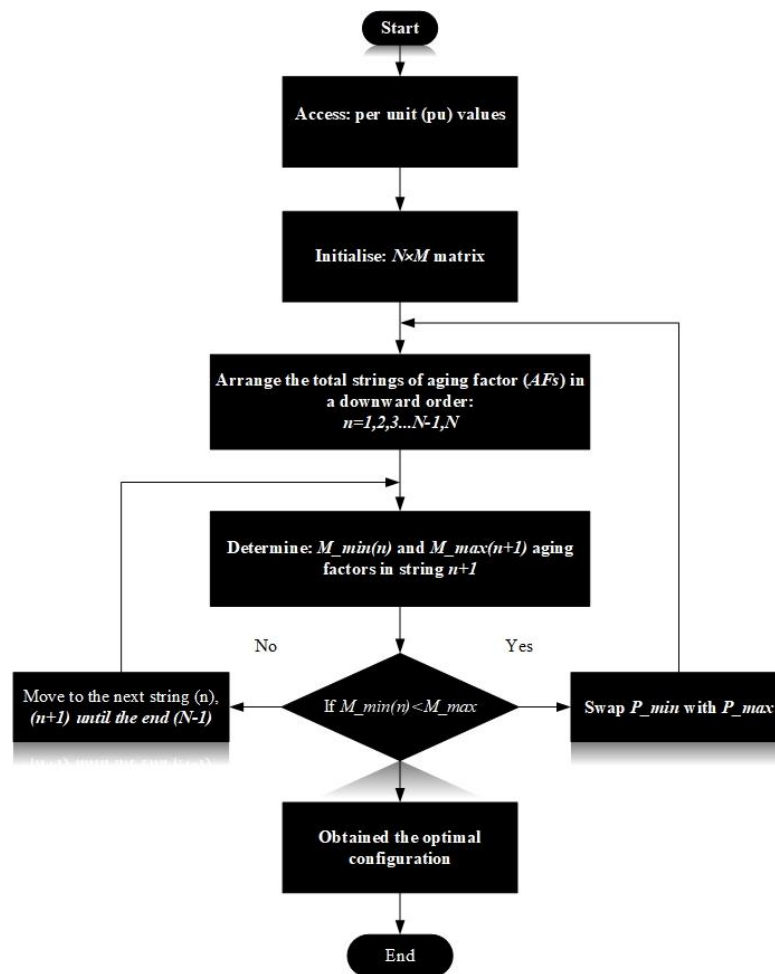 Start
Access: per unit (pu) values
Initialise: N×M matrix
Arrange the total strings of aging factor (AFs) in
a downward order:
n=1,2,3...N-1,N
Determine: M_min(n) and M_max(n+1) aging
factors in string n+1
No
Yes
Move to the next string (n),
(n+1) until the end (N-1)
If M_min(n)<M_max
Swap P_min with P_max
Obtained the optimal
configuration
End